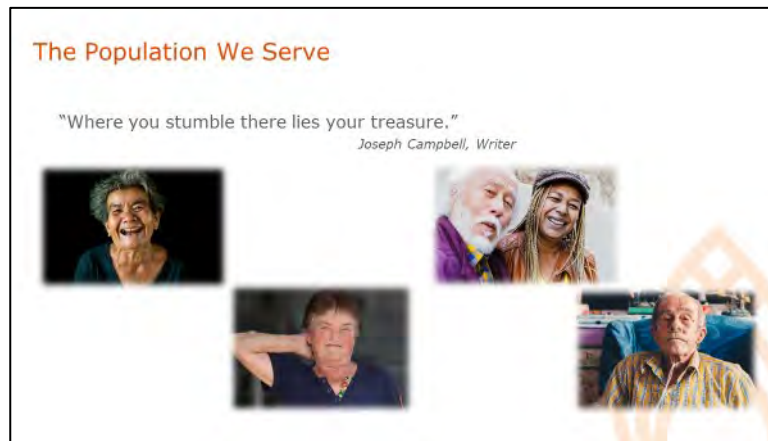 The Population We Serve
“Where you stumble there lies your treasure.”
Joseph Campbell, Writer